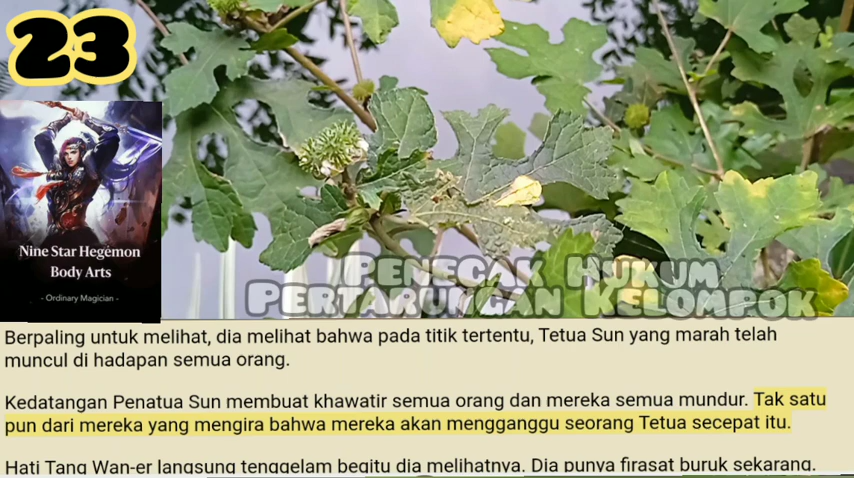 23
Nine Star Hegemon
Body Arts
- Ordinary Magician -
Penegak Hukum
Pertarungan Kelompok
Berpaling untuk melihat, dia melihat bahwa pada titik tertentu, Tetua Sun yang marah telah
muncul di hadapan semua orang.
Kedatangan Penatua Sun membuat khawatir semua orang dan mereka semua mundur. Tak satu
pun dari mereka yang mengira bahwa mereka akan mengganggu seorang Tetua secepat itu.
Hati Tang Wan-er langsung tenggelam begitu dia melihatnya. Dia punya firasat buruk sekarang.